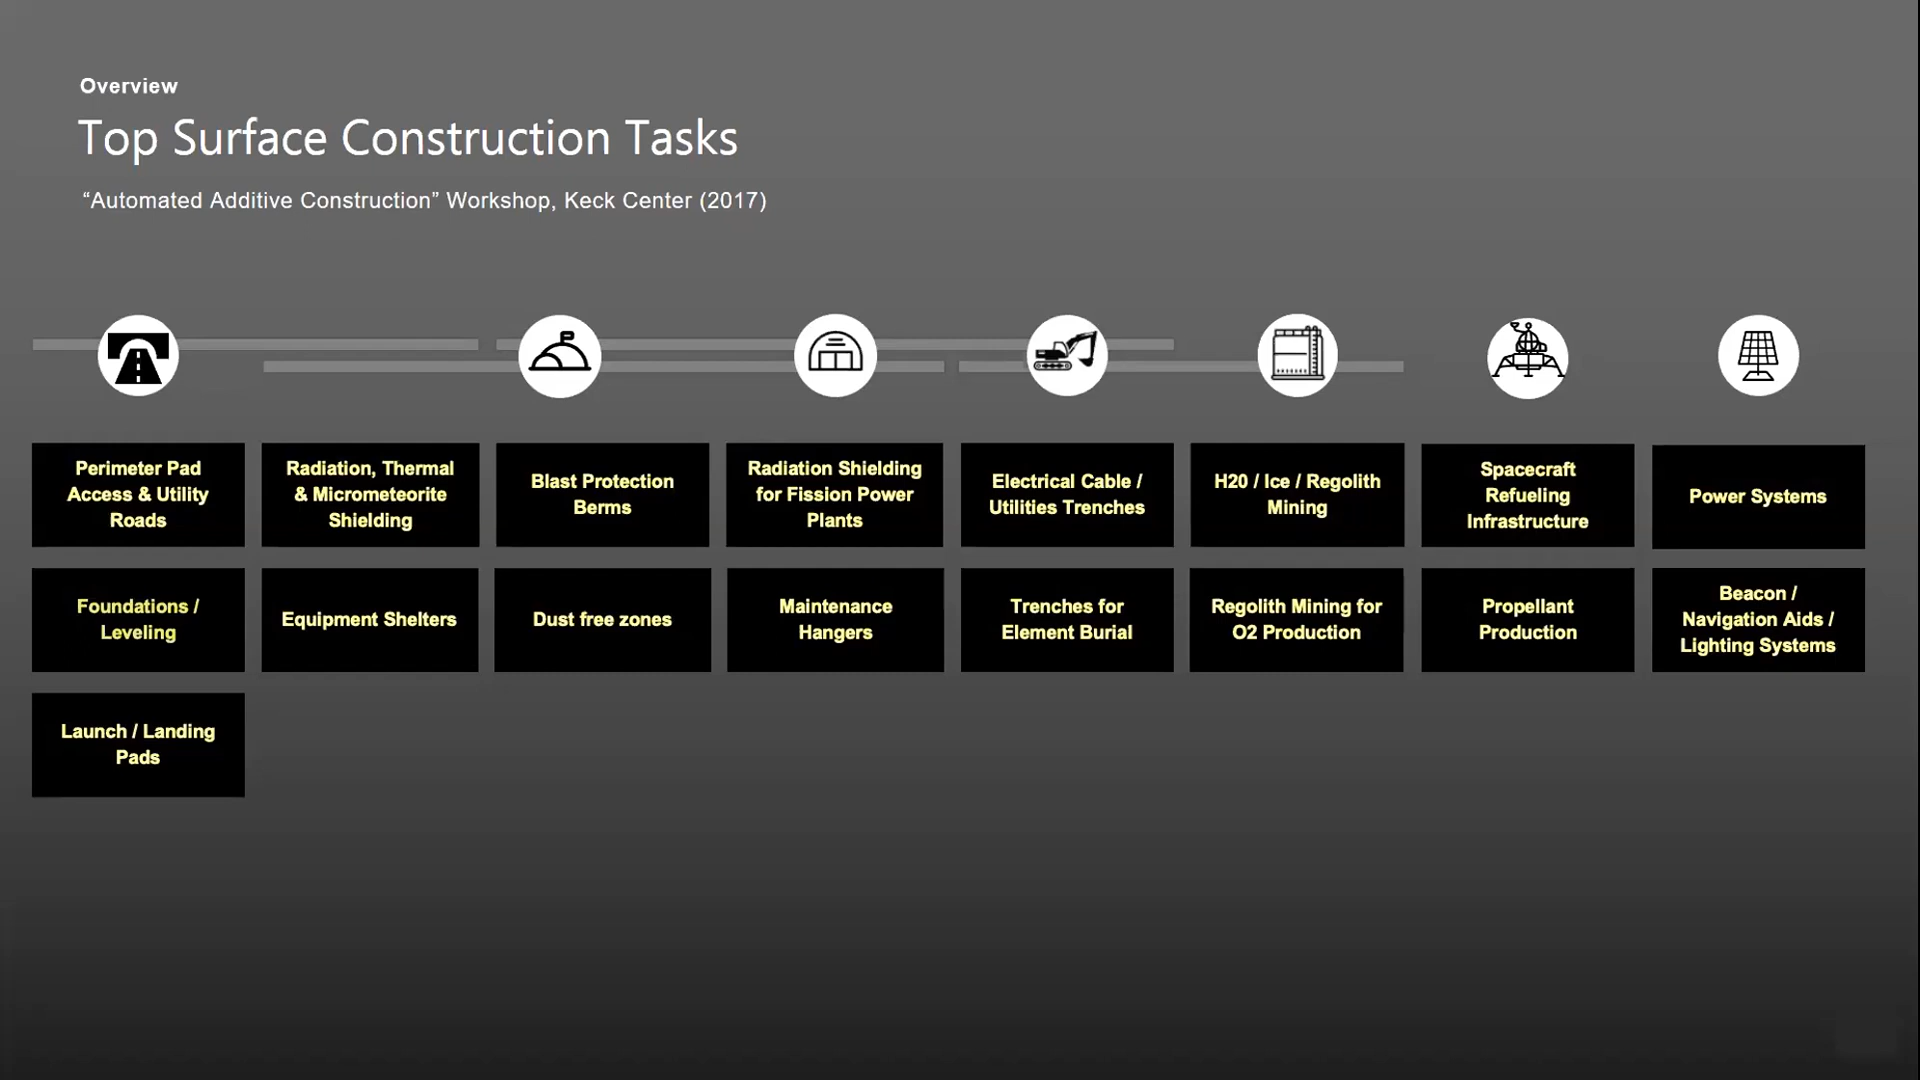 Overview
Top Surface Construction Tasks
“Automated Additive Construction” Workshop, Keck Center (2017)
Perimeter Pad
Access & Utility
Roads
Radiation, Thermal
& Micrometeorite
Shielding
Blast Protection
Berms
Radiation Shielding
for Fission Power
Plants
Electrical Cable /
Utilities Trenches
H20 / Ice / Regolith
Mining
Spacecraft
Refueling
Infrastructure
Power Systems
Foundations /
Leveling
Equipment Shelters
Dust free zones
Maintenance
Hangers
Trenches for
Element Burial
Regolith Mining for
O2 Production
Propellant
Production
Beacon /
Navigation Aids /
Lighting Systems
Launch / Landing
Pads